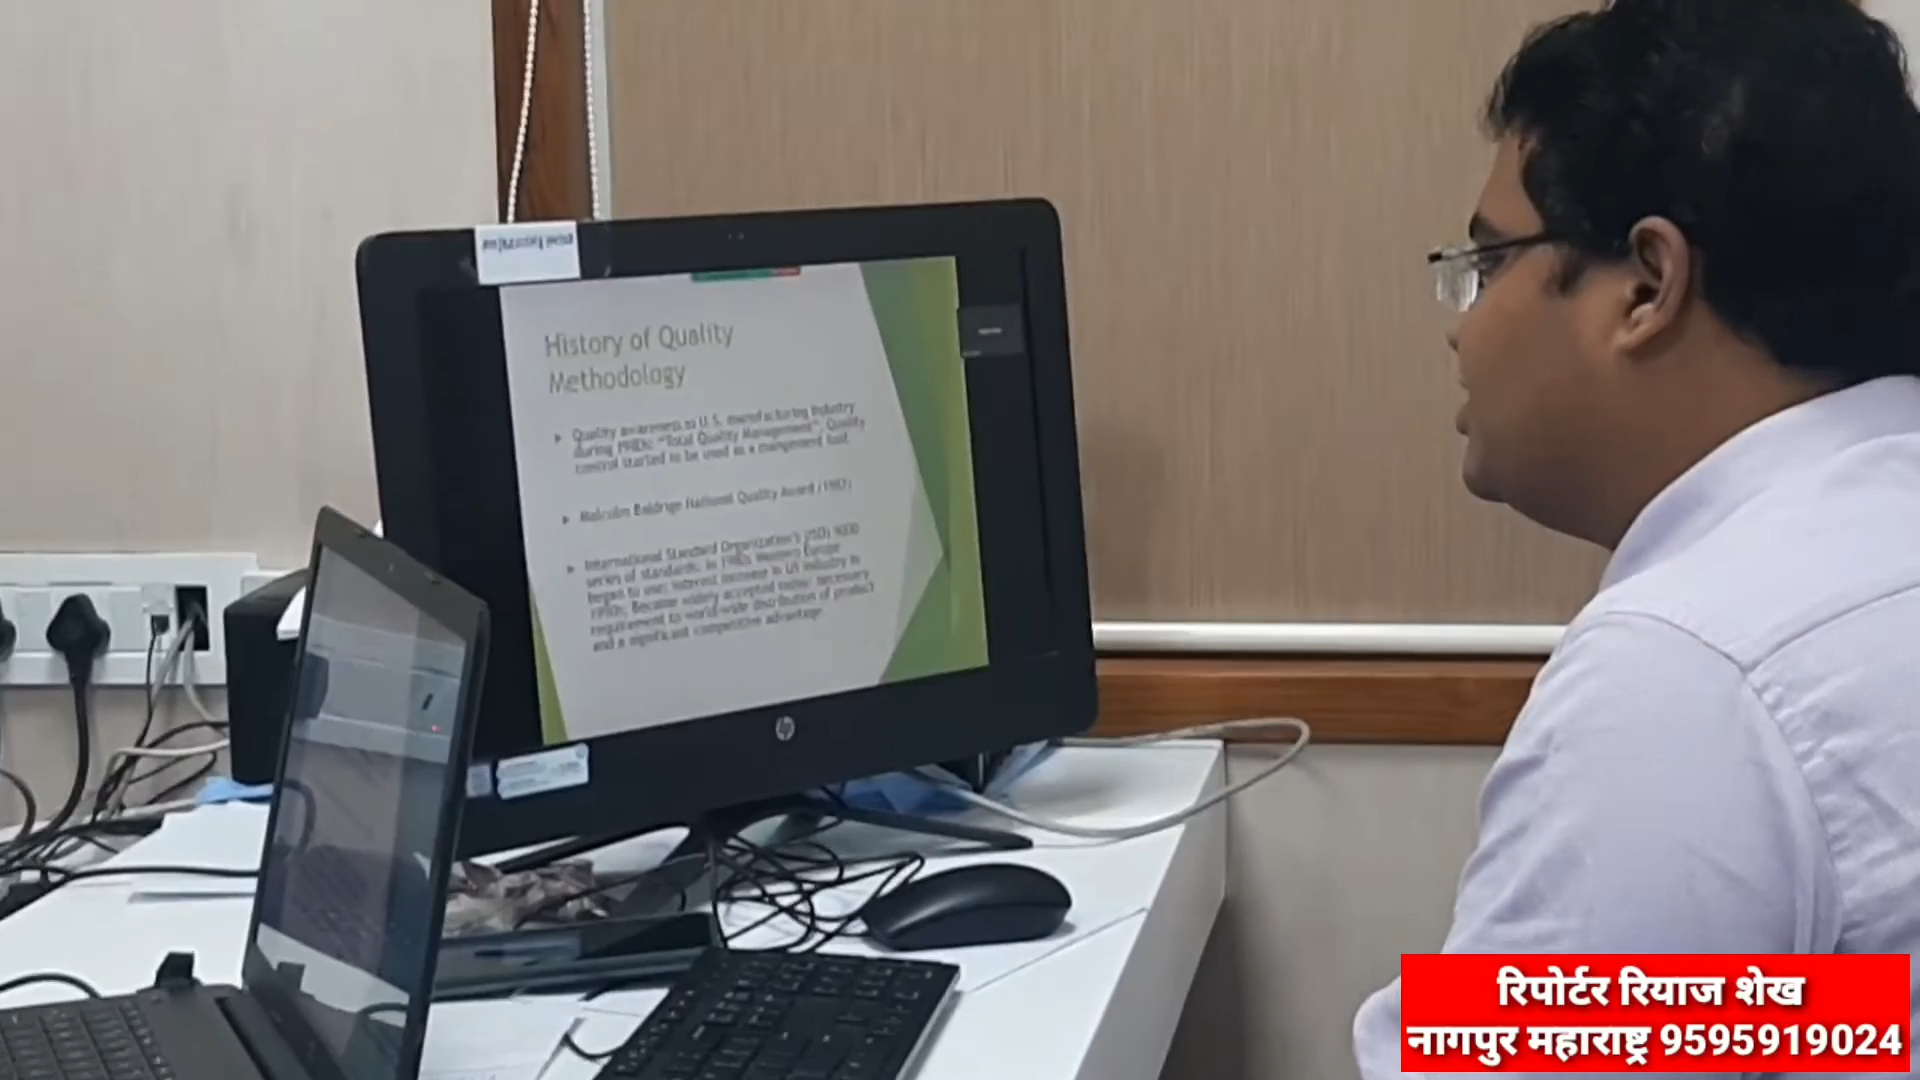 History of Quality
Methodology
Quality awareness in U.S. manufacturing industry
during 1980s: "Total Quality Management". Quality
control started to be used as a mangement tool.
Malcolm Baldrige National Quality Award (1987)
International Standard Organization's (ISO) 9000
series of standards: in 1980s Western Europe
began to use; interest increase in US industry in
1990s; Became widely accepted today: necessary
requirement to world-wide distribution of product
and a significant competitive advantage
hp
रिपोर्टर रियाज शेख
नागपुर महाराष्ट्र 9595919024